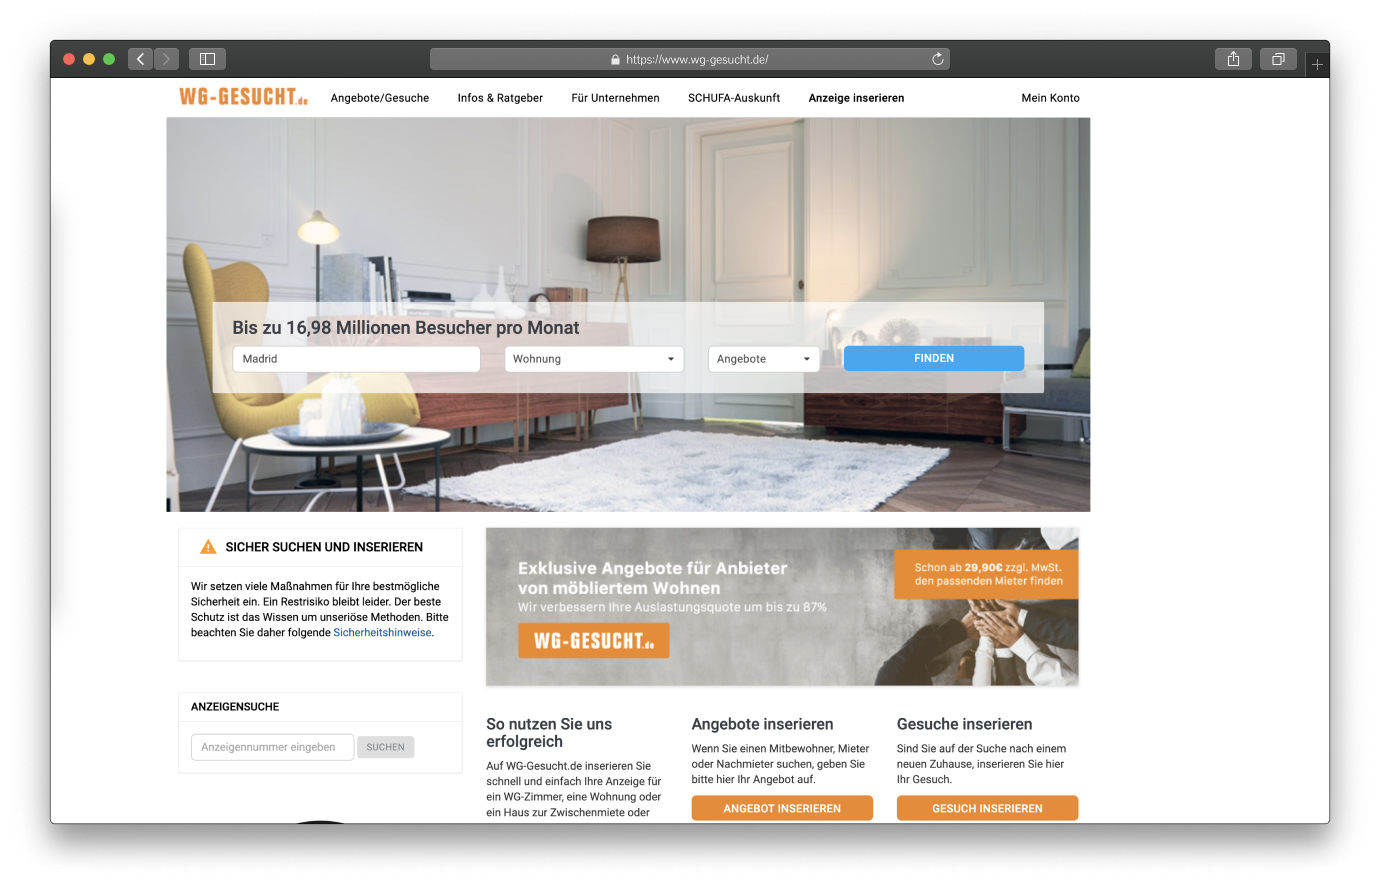 https://www.wg-gesucht.de/
WG-GESUCHT.de
Angebote/Gesuche
Infos & Ratgeber
Für Unternehmen
SCHUFA-Auskunft
Anzeige inserieren
Mein Konto
Bis zu 16,98 Millionen Besucher pro Monat
Madrid
Wohnung
Angebote
FINDEN
SICHER SUCHEN UND INSERIEREN
Wir setzen viele Maßnahmen für Ihre bestmögliche
Sicherheit ein. Ein Restrisiko bleibt leider. Der beste
Schutz ist das Wissen um unseriöse Methoden. Bitte
beachten Sie daher folgende Sicherheitshinweise.
ANZEIGENSUCHE
Anzeigennummer eingeben
SUCHEN
Exklusive Angebote für Anbieter
von möbliertem Wohnen
Wir verbessern Ihre Auslastungsquote um bis zu 87%
WG-GESUCHT.de
Schon ab 29,90€ zzgl. MwSt.
den passenden Mieter finden
So nutzen Sie uns
erfolgreich
Auf WG-Gesucht.de inserieren Sie
schnell und einfach Ihre Anzeige für
ein WG-Zimmer, eine Wohnung oder
ein Haus zur Zwischenmiete oder
Angebote inserieren
Wenn Sie einen Mitbewohner, Mieter
oder Nachmieter suchen, geben Sie
bitte hier Ihr Angebot auf.
ANGEBOT INSERIEREN
Gesuche inserieren
Sind Sie auf der Suche nach einem
neuen Zuhause, inserieren Sie hier
Ihr Gesuch.
GESUCH INSERIEREN